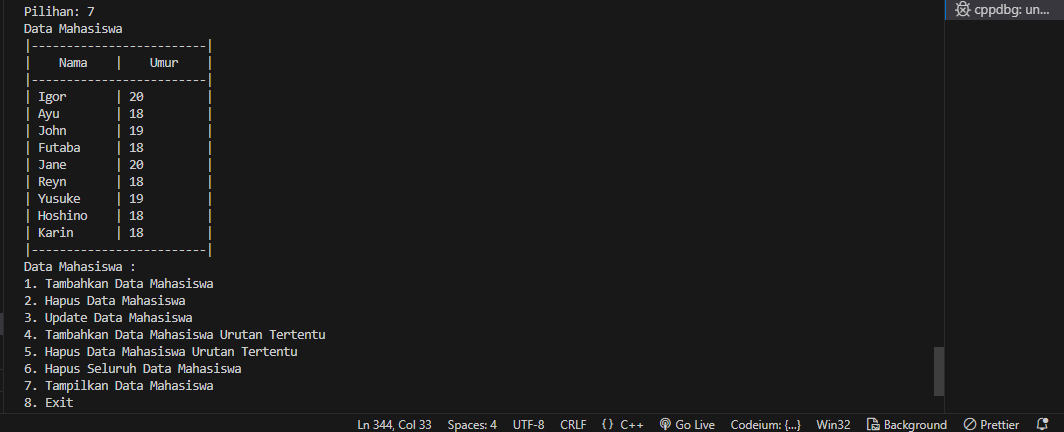 Pilihan: 7
cppdbg: un...
Data Mahasiswa
|-------------------------|
|    Nama    |    Umur    |
|-------------------------|
| Igor       | 20         |
| Ayu        | 18         |
| John       | 19         |
| Futaba     | 18         |
| Jane       | 20         |
| Reyn       | 18         |
| Yusuke     | 19         |
| Hoshino    | 18         |
| Karin      | 18         |
|-------------------------|
Data Mahasiswa :
1. Tambahkan Data Mahasiswa
2. Hapus Data Mahasiswa
3. Update Data Mahasiswa
4. Tambahkan Data Mahasiswa Urutan Tertentu
5. Hapus Data Mahasiswa Urutan Tertentu
6. Hapus Seluruh Data Mahasiswa
7. Tampilkan Data Mahasiswa
8. Exit
Ln 344, Col 33 Spaces: 4 UTF-8 CRLF {} C++ Go Live Codeium: {...} Win32 Background Prettier